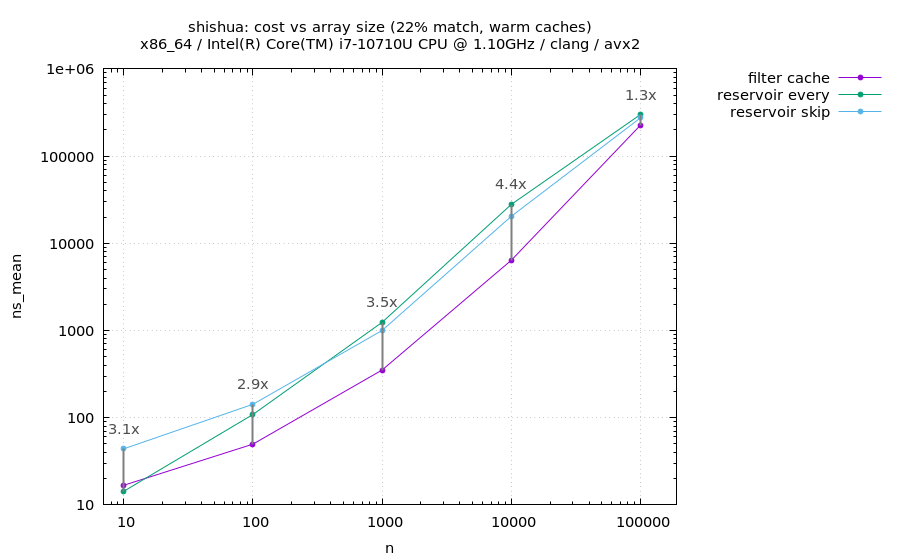 shishua: cost vs array size (22% match, warm caches)
x86_64 / Intel(R) Core(TM) i7-10710U CPU @ 1.10GHz / clang / avx2
1e+06
100000
10000
1000
100
10
ns_mean
3.1x
2.9x
3.5x
4.4x
1.3x
10
100
1000
10000
100000
n
filter cache
reservoir every
reservoir skip